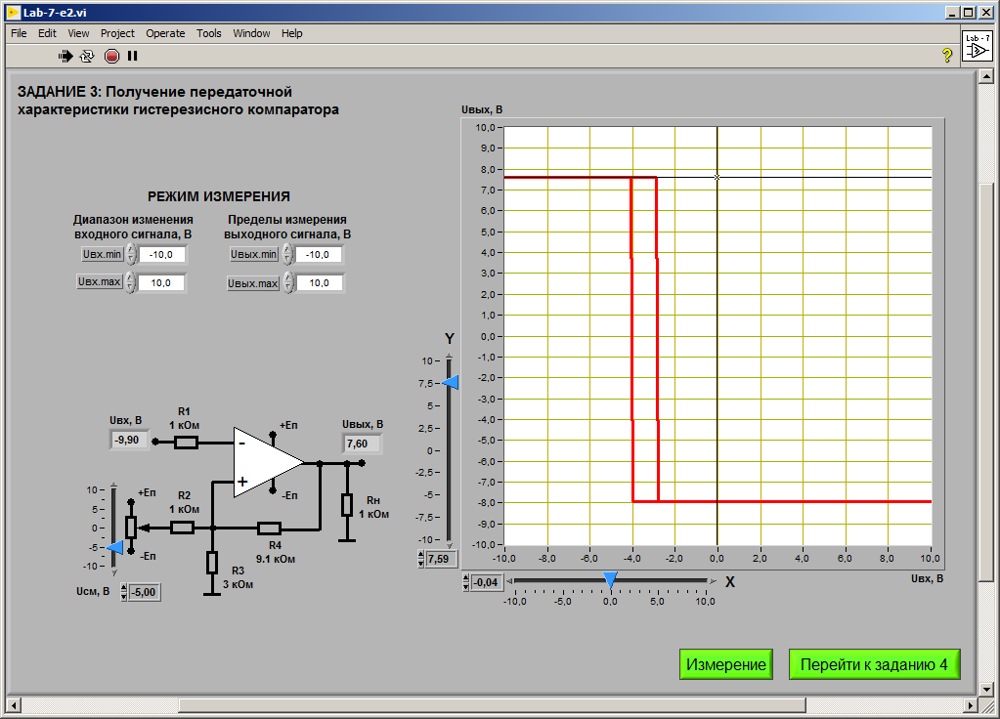 Lab-7-e2.vi
File Edit View Project Operate Tools Window Help
Lab - 7
ЗАДАНИЕ 3: Получение передаточной
характеристики гистерезисного компаратора
РЕЖИМ ИЗМЕРЕНИЯ
Диапазон изменения
входного сигнала, В
Uвх.min -10,0
Uвх.max 10,0
Пределы измерения
выходного сигнала, В
Uвых.min -10,0
Uвых.max 10,0
Uвых, В
10,0
9,0
8,0
7,0
6,0
5,0
4,0
3,0
2,0
1,0
0,0
-1,0
-2,0
-3,0
-4,0
-5,0
-6,0
-7,0
-8,0
-9,0
-10,0
-10,0 -8,0 -6,0 -4,0 -2,0 0,0 2,0 4,0 6,0 8,0 10,0
Uвх, В
Y
10
7,5
5
2,5
0
-2,5
-5
-7,5
-10
7,59
-0,04
X
-10,0 -5,0 0,0 5,0 10,0
Uвх, В
-9,90
R1
1 кОм
+Eп
-
+
-Eп
Uвых, В
7,60
Rн
1 кОм
10
5
0
-5
-10
+Eп
-Eп
R2
1 кОм
R4
9.1 кОм
R3
3 кОм
Uсм, В -5,00
Измерение
Перейти к заданию 4